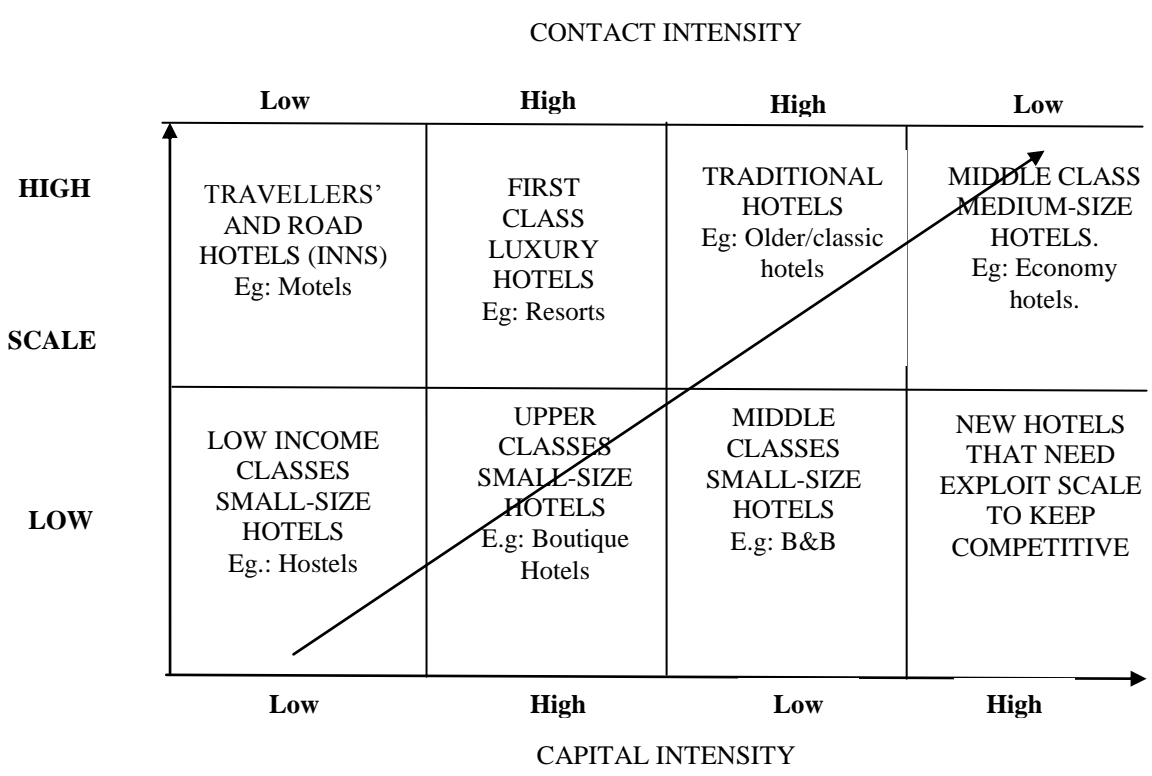 CONTACT INTENSITY
Low
High
High
Low
HIGH
SCALE
LOW
TRAVELLERS’
AND ROAD
HOTELS (INNS)
Eg: Motels
FIRST
CLASS
LUXURY
HOTELS
Eg: Resorts
TRADITIONAL
HOTELS
Eg: Older/classic
hotels
MIDDLE CLASS
MEDIUM-SIZE
HOTELS.
Eg: Economy
hotels.
LOW INCOME
CLASSES
SMALL-SIZE
HOTELS
Eg.: Hostels
UPPER
CLASSES
SMALL-SIZE
HOTELS
E.g: Boutique
Hotels
MIDDLE
CLASSES
SMALL-SIZE
HOTELS
E.g: B&B
NEW HOTELS
THAT NEED
EXPLOIT SCALE
TO KEEP
COMPETITIVE
Low
High
Low
High
CAPITAL INTENSITY